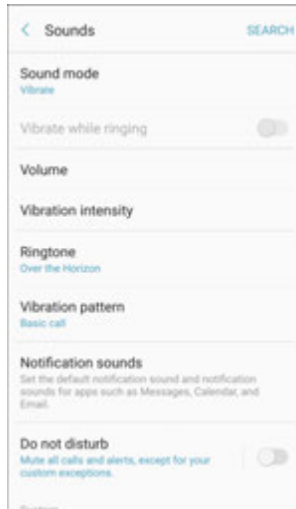 Sounds SEARCH
Sound mode
Vibrate
Vibrate while ringing
Volume
Vibration intensity
Ringtone
Over the Horizon
Vibration pattern
Basic call
Notification sounds
Set the default notification sound and notification
sounds for apps such as Messages, Calendar, and
Email.
Do not disturb
Mute all calls and alerts, except for your
custom exceptions.